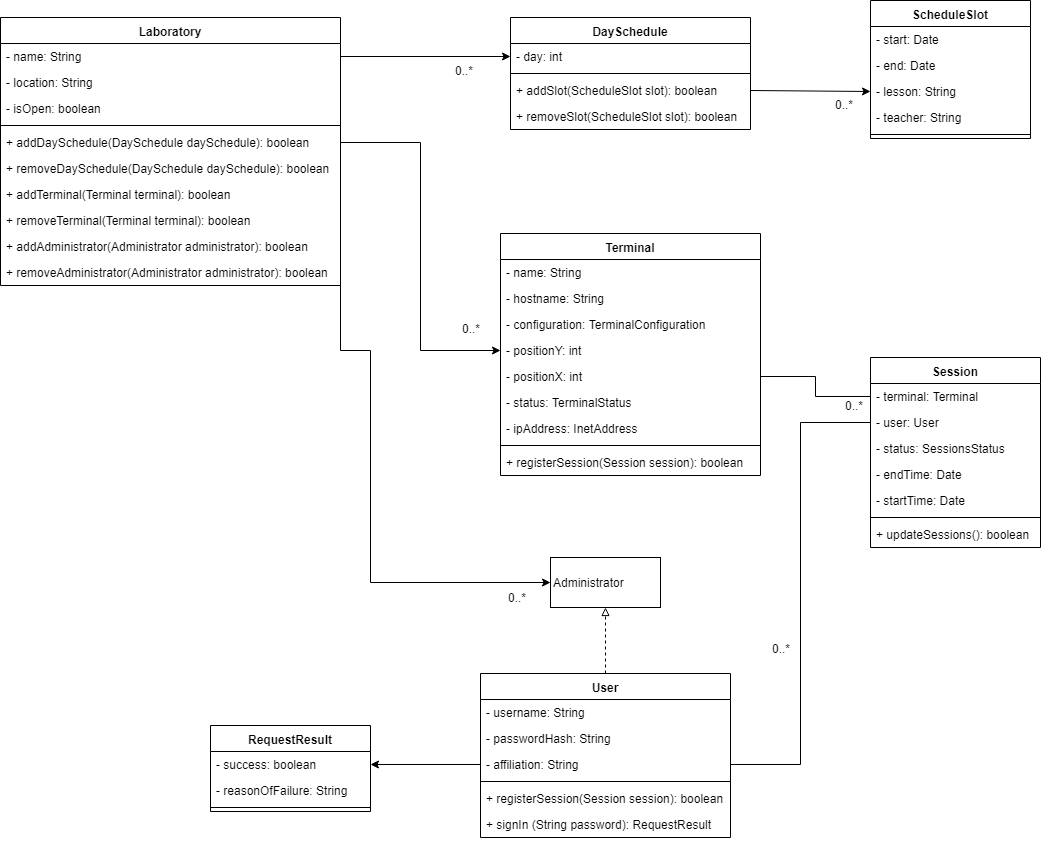 Laboratory
- name: String
- location: String
- isOpen: boolean
+ addDaySchedule(DaySchedule daySchedule): boolean
+ removeDaySchedule(DaySchedule daySchedule): boolean
+ addTerminal(Terminal terminal): boolean
+ removeTerminal(Terminal terminal): boolean
+ addAdministrator(Administrator administrator): boolean
+ removeAdministrator(Administrator administrator): boolean
0..*
DaySchedule
- day: int
+ addSlot(ScheduleSlot slot): boolean
+ removeSlot(ScheduleSlot slot): boolean
0..*
ScheduleSlot
- start: Date
- end: Date
- lesson: String
- teacher: String
0..*
Terminal
- name: String
- hostname: String
- configuration: TerminalConfiguration
- positionY: int
- positionX: int
- status: TerminalStatus
- ipAddress: InetAddress
+ registerSession(Session session): boolean
0..*
Session
- terminal: Terminal
- user: User
- status: SessionsStatus
- endTime: Date
- startTime: Date
+ updateSessions(): boolean
Administrator
0..*
0..*
RequestResult
- success: boolean
- reasonOfFailure: String
User
- username: String
- passwordHash: String
- affiliation: String
+ registerSession(Session session): boolean
+ signIn (String password): RequestResult